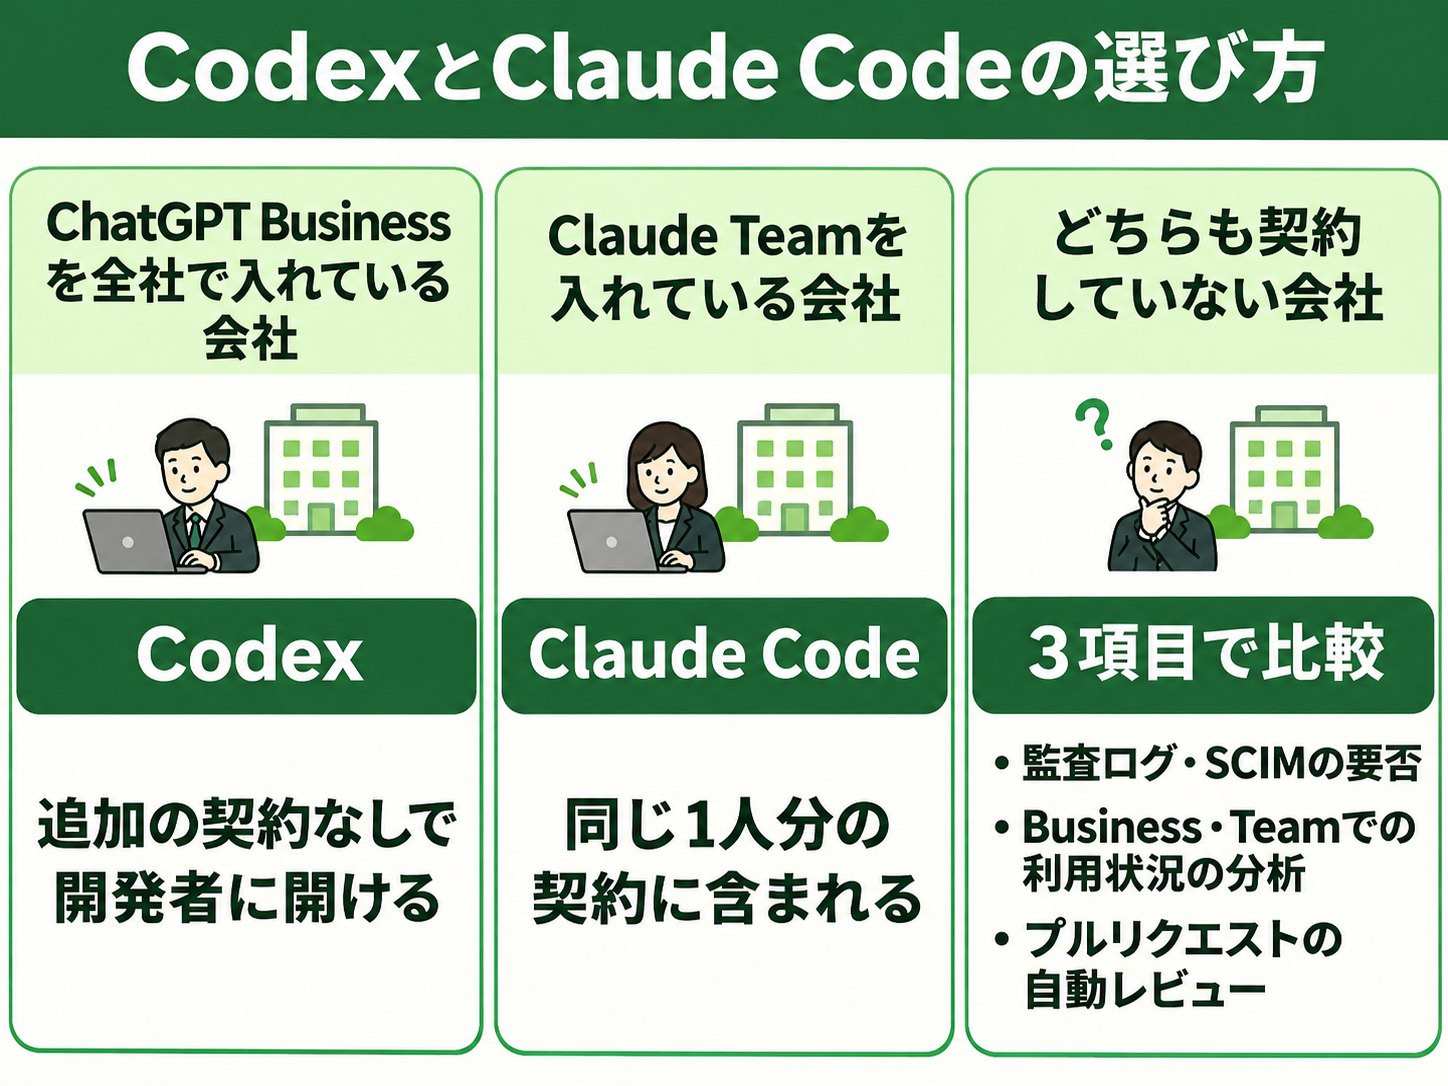 CodexとClaude Codeの選び方
ChatGPT Business
を全社で入れている
会社
Codex
追加の契約なしで
開発者に開ける
Claude Teamを
入れている会社
Claude Code
同じ1人分の
契約に含まれる
どちらも契約
していない会社
?
3項目で比較
・監査ログ・SCIMの要否
・Business・Teamでの
利用状況の分析
・プルリクエストの
自動レビュー